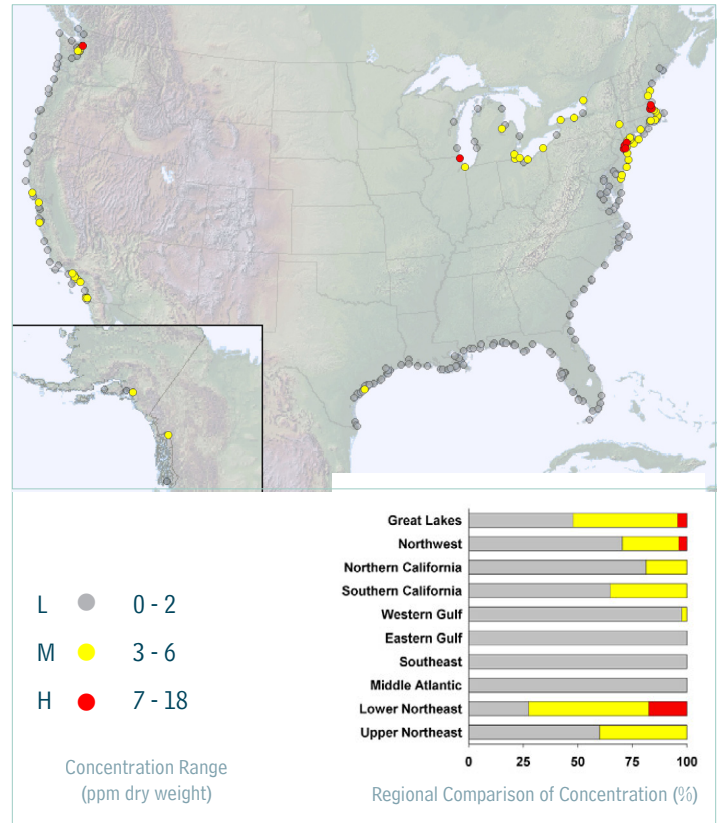 L 0 - 2
M 3 - 6
H 7 - 18
Concentration Range
(ppm dry weight)
Great Lakes
Northwest
Northern California
Southern California
Western Gulf
Eastern Gulf
Southeast
Middle Atlantic
Lower Northeast
Upper Northeast
0 25 50 75 100
Regional Comparison of Concentration (%)